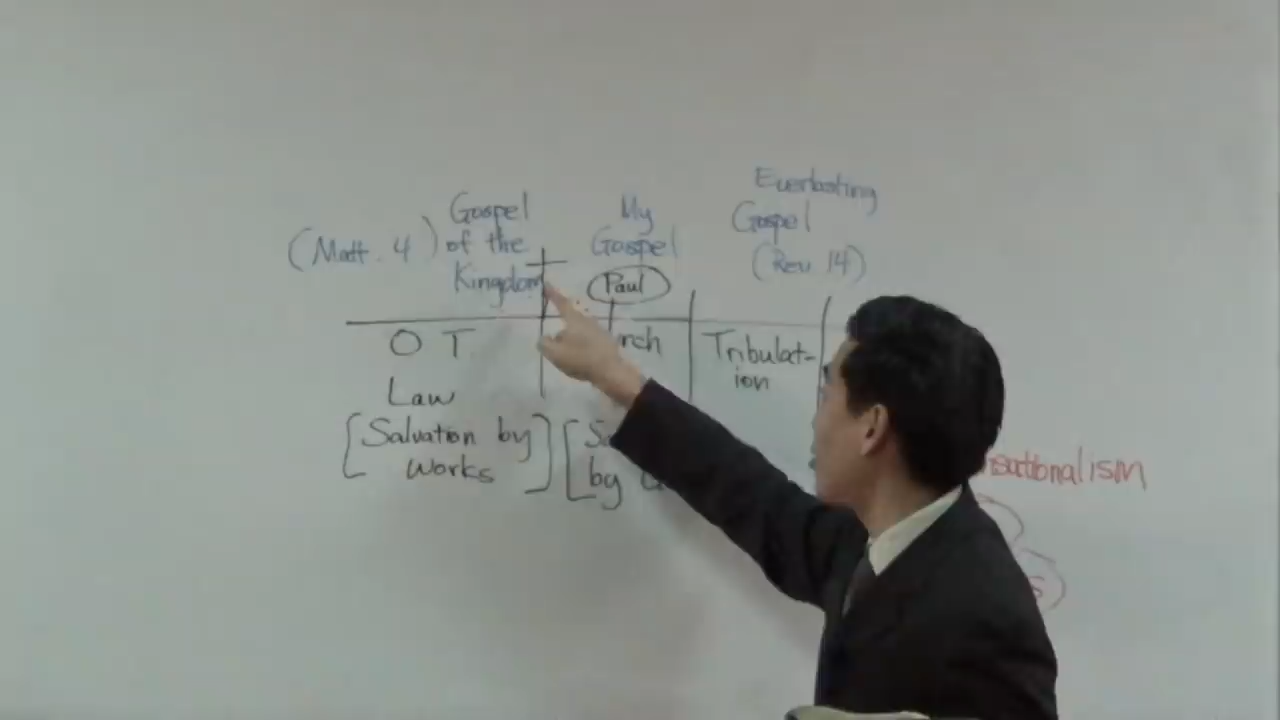 Everlasting
Gospel
(Rev. 14)
(Matt. 4)
Gospel
of the
Kingdom
My
Gospel
Paul
O T
Tribulat-
ion
Law
[Salvation by
Works]
by